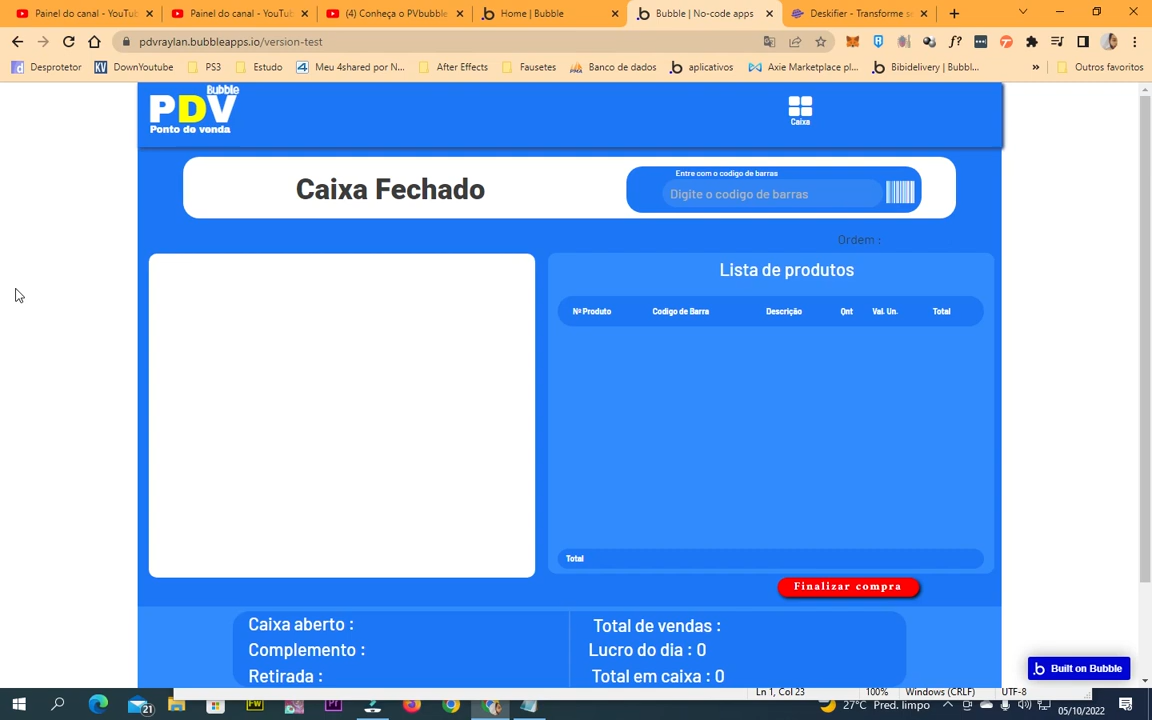 Painel do canal - YouTub
Painel do canal - YouTub
(4) Conheça o PVbubble
Home | Bubble
Bubble | No-code apps
Deskifier - Transforme se
pdvraylan.bubbleapps.io/version-test
Desprotetor
DownYoutube
PS3
Estudo
Meu 4shared por N...
After Effects
Fausetes
Banco de dados
aplicativos
Axie Marketplace pl...
Bibidelivery | Bubbl...
Outros favoritos
Bubble
PDV
Ponto de venda
Caixa
Caixa Fechado
Entre com o codigo de barras
Digite o codigo de barras
Ordem :
Lista de produtos
Nº Produto
Codigo de Barra
Descrição
Qnt
Val. Un.
Total
Total
Finalizar compra
Caixa aberto :
Total de vendas :
Complemento :
Lucro do dia : 0
Retirada :
Total em caixa : 0
Built on Bubble
Ln 1, Col 23
100%
Windows (CRLF)
UTF-8
21
27°C Pred. limpo
05/10/2022